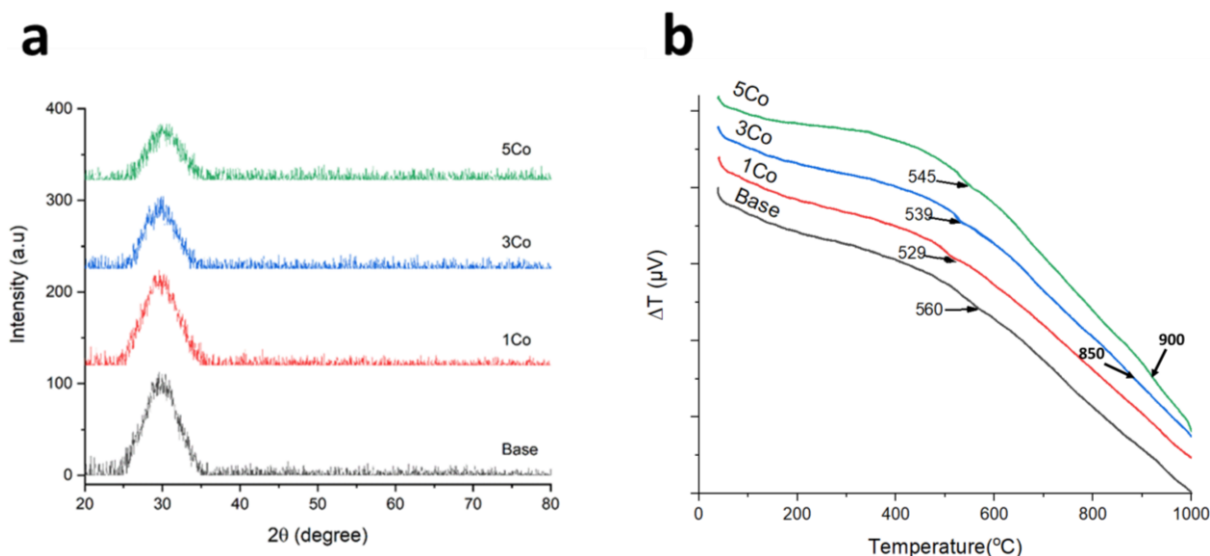 a
Intensity (a.u)
400
300
200
100
0
5Co
3Co
1Co
Base
20 30 40 50 60 70 80
2θ (degree)
b
ΔT (µV)
5Co
3Co
1Co
Base
545
539
529
560
850
900
0 200 400 600 800 1000
Temperature(ºC)